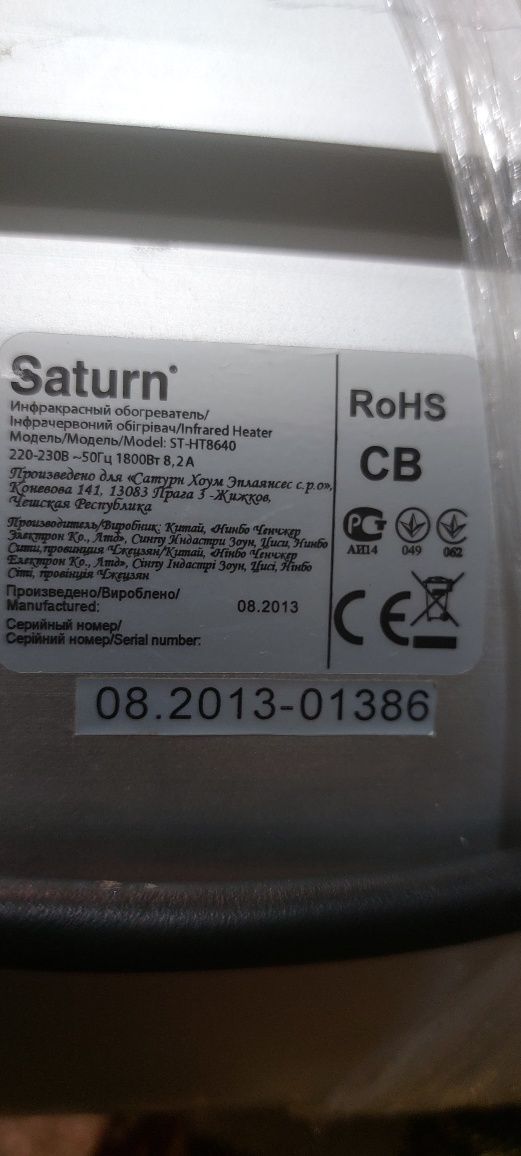 Saturn
Инфракрасный обогреватель/
Інфрачервоний обігрівач/Infrared Heater
Модель/Модель/Model: ST-HT8640
220-230В ~50Гц 1800Вт 8,2А
Произведено для «Сатурн Хоум Эплаянсес с.р.о»,
Коневова 141, 13083 Прага 3 -Жижков,
Чешская Республика
Производитель/Виробник: Китай, «Нинбо Ченчжер
Электрон Ко., Лтд», Синпу Индастри Зоун, Циси, Нинбо
Сити,провинция Чжецзян/Китай, «Нінбо Ченчжер
Електрон Ко., Лтд», Сінпу Індастрі Зоун, Цисі, Нінбо
Сіті, провінція Чжецзян
Произведено/Вироблено/
Manufactured: 08.2013
Серийный номер/
Серійний номер/Serial number:
RoHS
CB
АИ14 049 062
CE
08.2013-01386